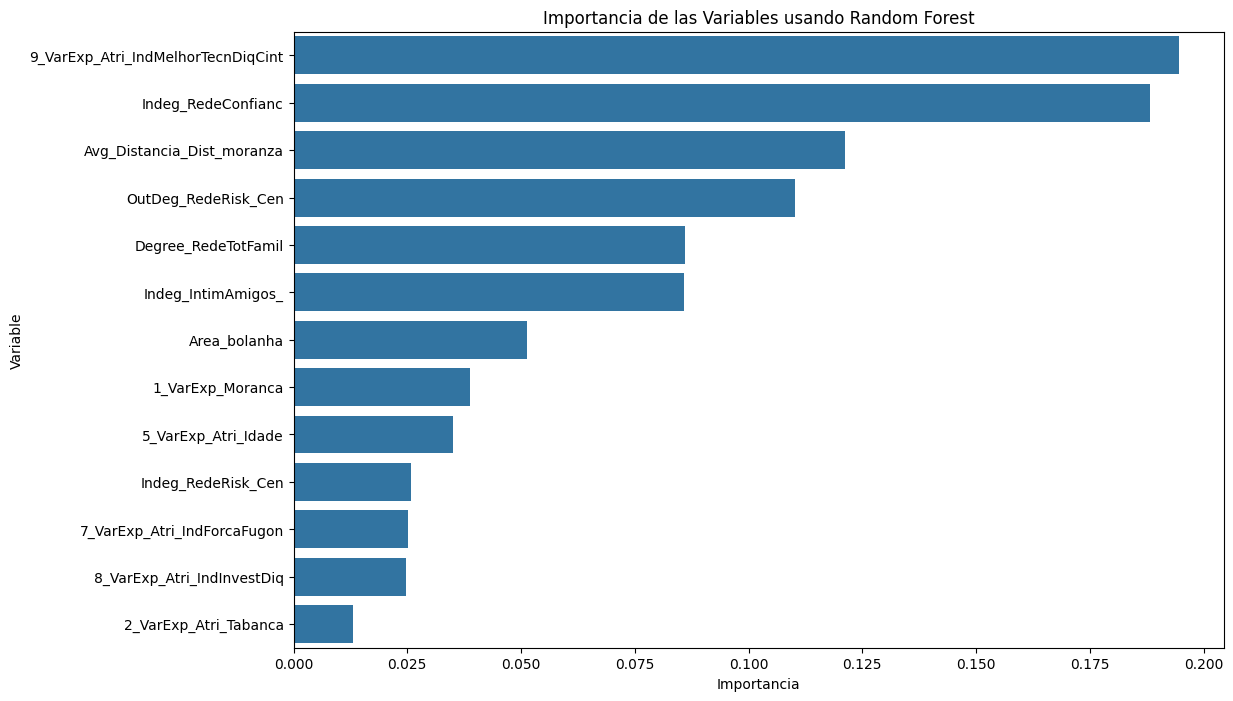 Importancia de las Variables usando Random Forest
Variable
9_VarExp_Atri_IndMelhorTecnDiqCint
Indeg_RedeConfianc
Avg_Distancia_Dist_moranza
OutDeg_RedeRisk_Cen
Degree_RedeTotFamil
Indeg_IntimAmigos_
Area_bolanha
1_VarExp_Moranca
5_VarExp_Atri_Idade
Indeg_RedeRisk_Cen
7_VarExp_Atri_IndForcaFugon
8_VarExp_Atri_IndInvestDiq
2_VarExp_Atri_Tabanca
0.000 0.025 0.050 0.075 0.100 0.125 0.150 0.175 0.200
Importancia